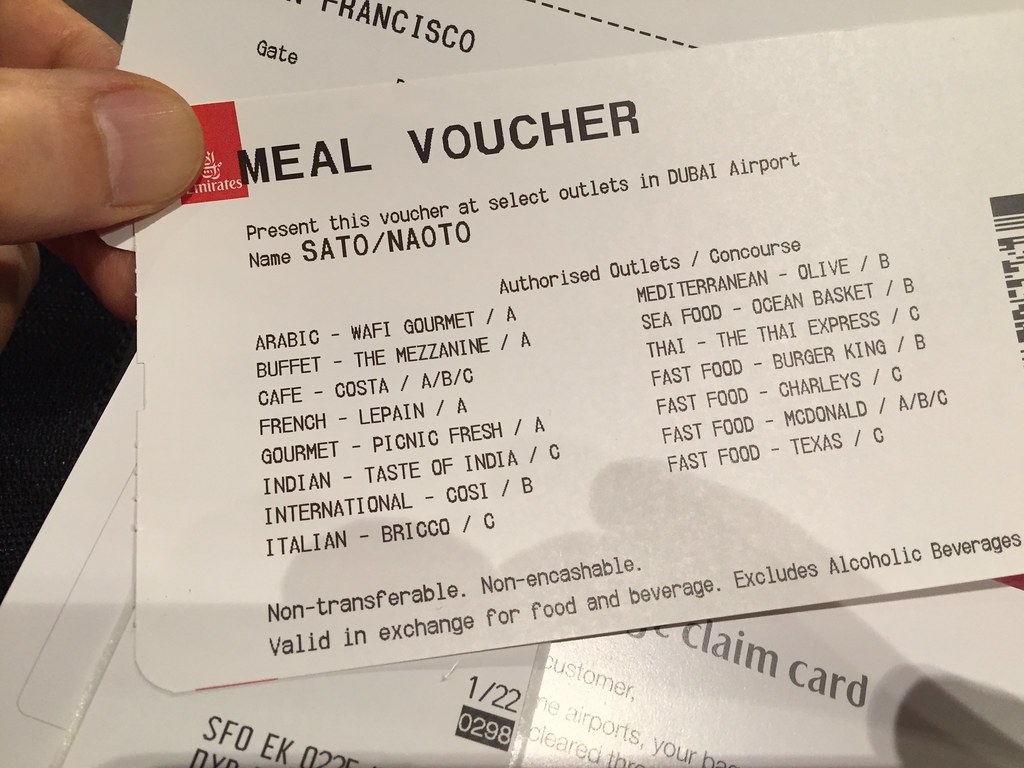 FRANCISCO
Gate
Emirates
MEAL VOUCHER
Present this voucher at select outlets in DUBAI Airport
Name SATO/NAOTO
Authorised Outlets / Concourse
ARABIC - WAFI GOURMET / A
BUFFET - THE MEZZANINE / A
CAFE - COSTA / A/B/C
FRENCH - LEPAIN / A
GOURMET - PICNIC FRESH / A
INDIAN - TASTE OF INDIA / C
INTERNATIONAL - COSI / B
ITALIAN - BRICCO / C
MEDITERRANEAN - OLIVE / B
SEA FOOD - OCEAN BASKET / B
THAI - THE THAI EXPRESS / C
FAST FOOD - BURGER KING / B
FAST FOOD - CHARLEYS / C
FAST FOOD - MCDONALD / A/B/C
FAST FOOD - TEXAS / C
Non-transferable. Non-encashable.
Valid in exchange for food and beverage. Excludes Alcoholic Beverages
claim card
customer,
airports, your
cleared
1/22
0298
SFO EK